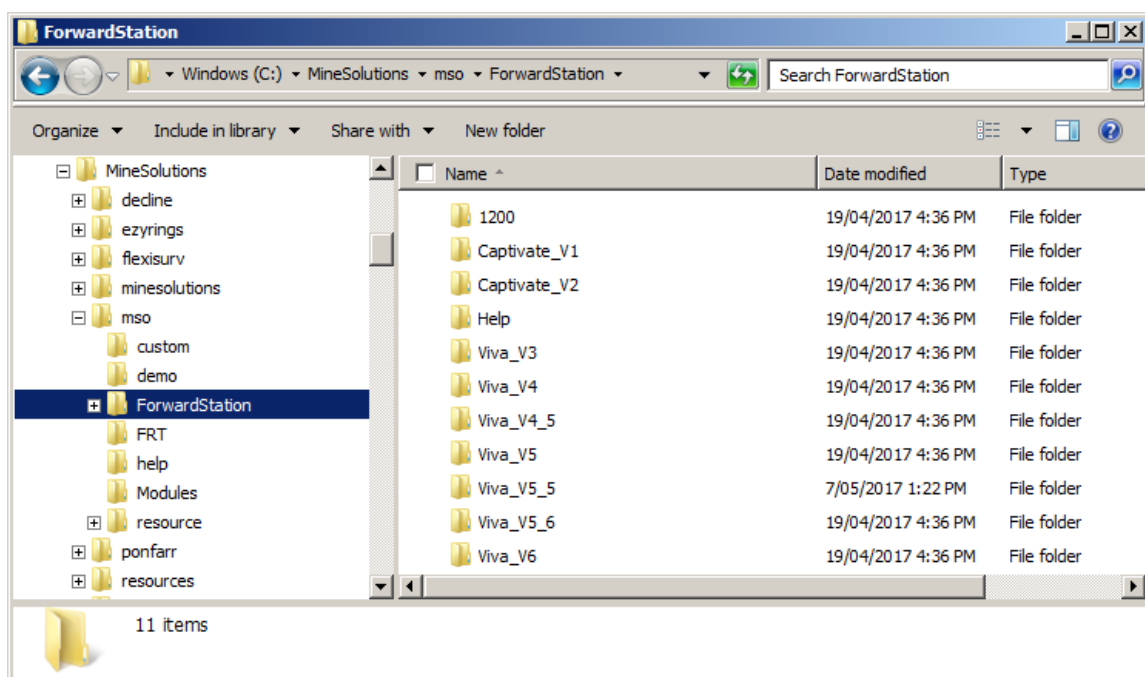 ForwardStation
Windows (C:) MineSolutions mso ForwardStation Search ForwardStation
Organize Include in library Share with New folder
MineSolutions
decline
ezyrings
flexisurv
minesolutions
mso
custom
demo
ForwardStation
FRT
help
Modules
resource
ponfarr
resources
Name Date modified Type
1200 19/04/2017 4:36 PM File folder
Captivate_V1 19/04/2017 4:36 PM File folder
Captivate_V2 19/04/2017 4:36 PM File folder
Help 19/04/2017 4:36 PM File folder
Viva_V3 19/04/2017 4:36 PM File folder
Viva_V4 19/04/2017 4:36 PM File folder
Viva_V4_5 19/04/2017 4:36 PM File folder
Viva_V5 19/04/2017 4:36 PM File folder
Viva_V5_5 7/05/2017 1:22 PM File folder
Viva_V5_6 19/04/2017 4:36 PM File folder
Viva_V6 19/04/2017 4:36 PM File folder
11 items